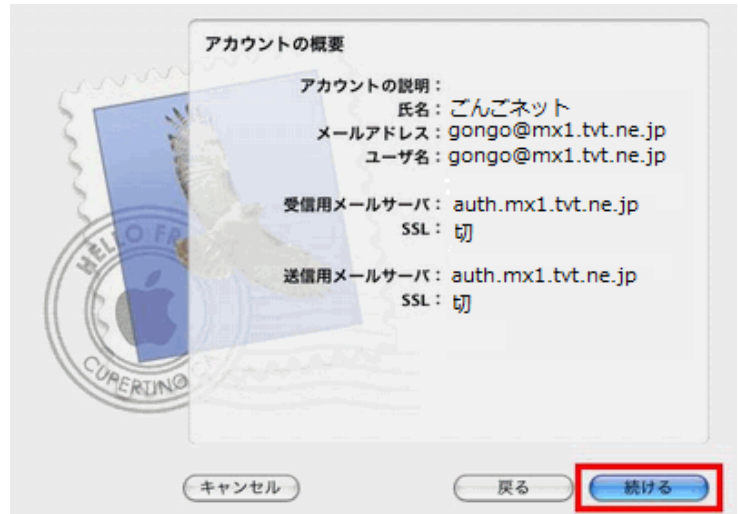 アカウントの概要
アカウントの説明：
氏名：ごんごネット
メールアドレス：gongo@mx1.tvt.ne.jp
ユーザ名：gongo@mx1.tvt.ne.jp
受信用メールサーバ：auth.mx1.tvt.ne.jp
SSL：切
送信用メールサーバ：auth.mx1.tvt.ne.jp
SSL：切
HELLO FR
CUPERTINO CA
キャンセル 戻る 続ける